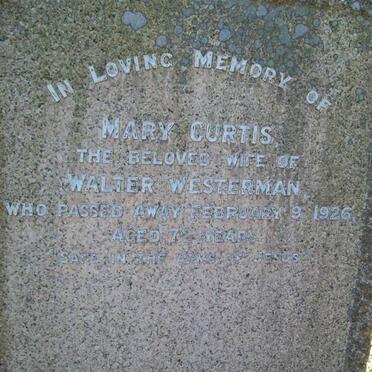 IN LOVING MEMORY OF
MARY CURTIS
THE BELOVED WIFE OF
WALTER WESTERMAN
WHO PASSED AWAY FEBRUARY 9, 1926
AGED YEARS
"SAFE IN THE ARMS OF JESUS"